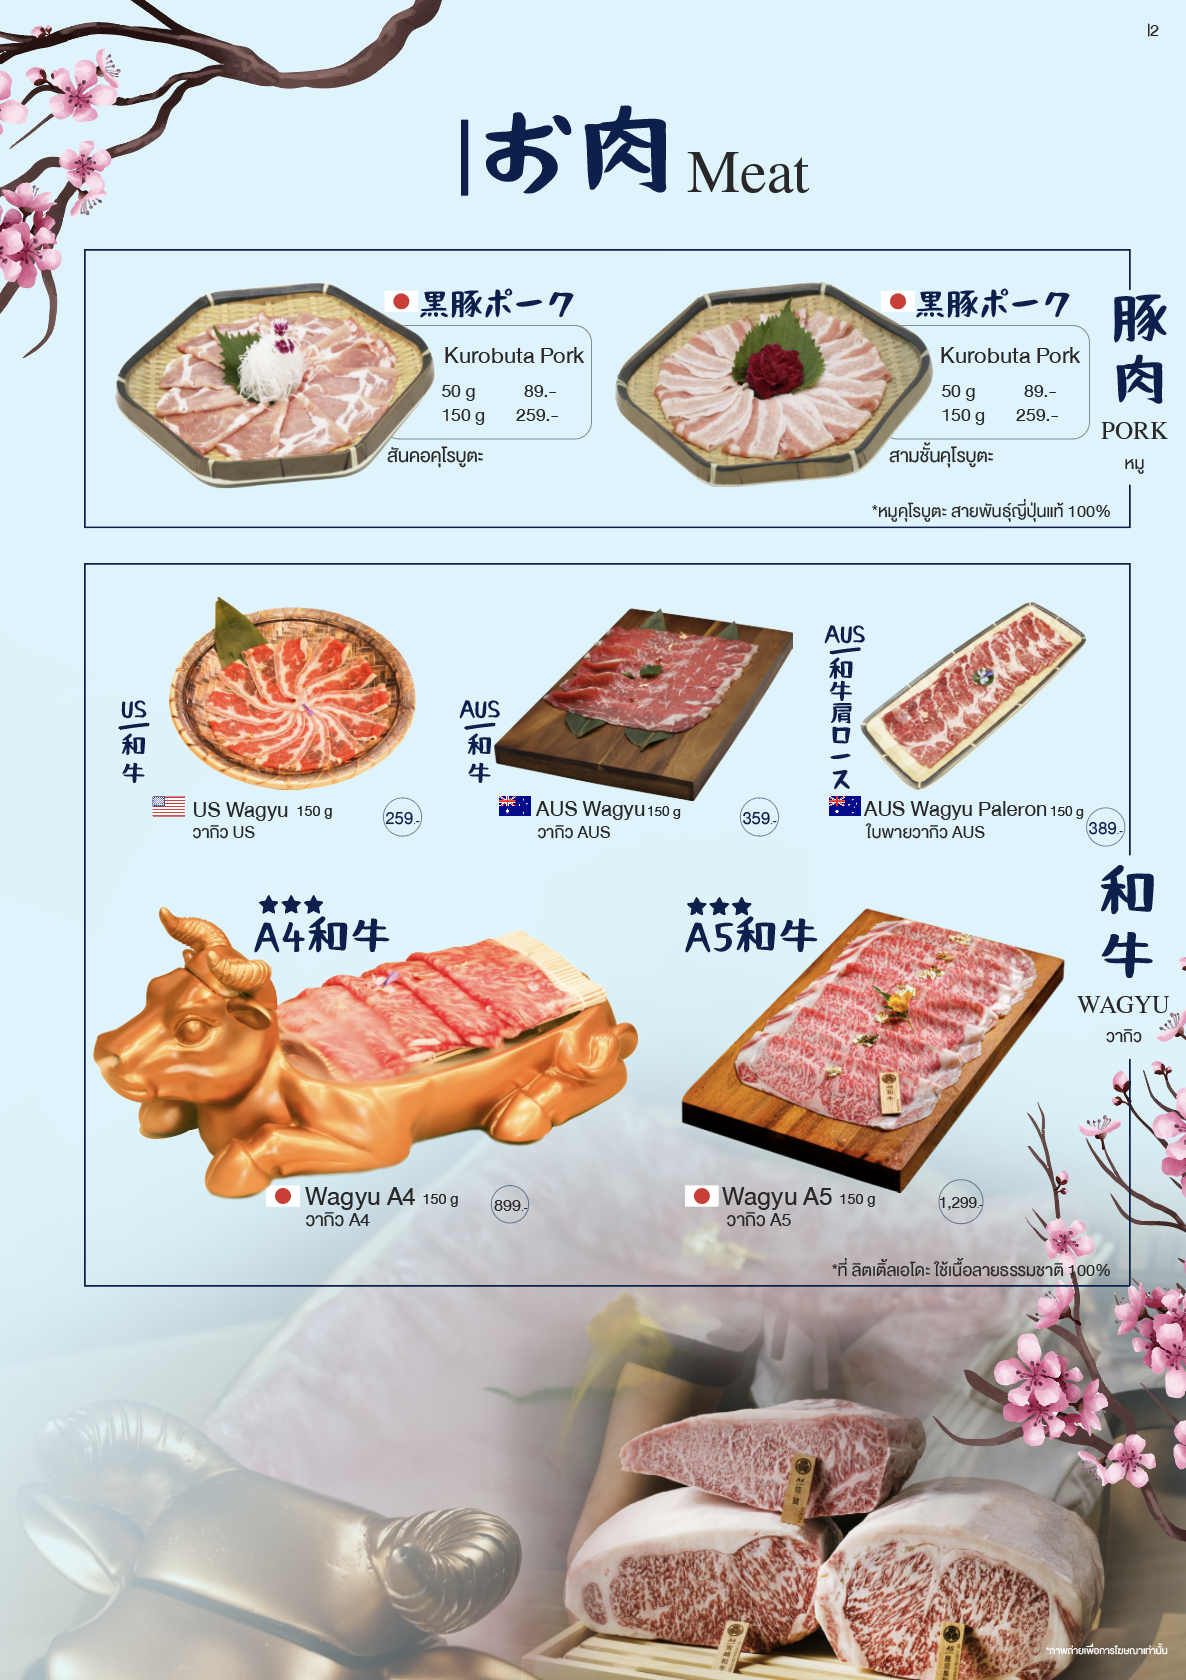 |2
|お肉 Meat
黒豚ポーク
Kurobuta Pork
50 g 89.-
150 g 259.-
สันคอคุโรบูตะ
黒豚ポーク
Kurobuta Pork
50 g 89.-
150 g 259.-
สามชั้นคุโรบูตะ
豚肉
PORK
หมู
*หมูคุโรบูตะ สายพันธุ์ญี่ปุ่นแท้ 100%
US
和牛
US Wagyu 150 g 259.-
วากิว US
AUS
和牛
AUS Wagyu 150 g 359.-
วากิว AUS
AUS
和牛肩ロース
AUS Wagyu Paleron 150 g 389.-
ใบพายวากิว AUS
和牛
WAGYU
วากิว
★★★
A4和牛
Wagyu A4 150 g 899.-
วากิว A4
★★★
A5和牛
Wagyu A5 150 g 1,299.-
วากิว A5
*ที่ ลิตเติ้ลเอโดะ ใช้เนื้อลายธรรมชาติ 100%
*ภาพถ่ายเพื่อการโฆษณาเท่านั้น